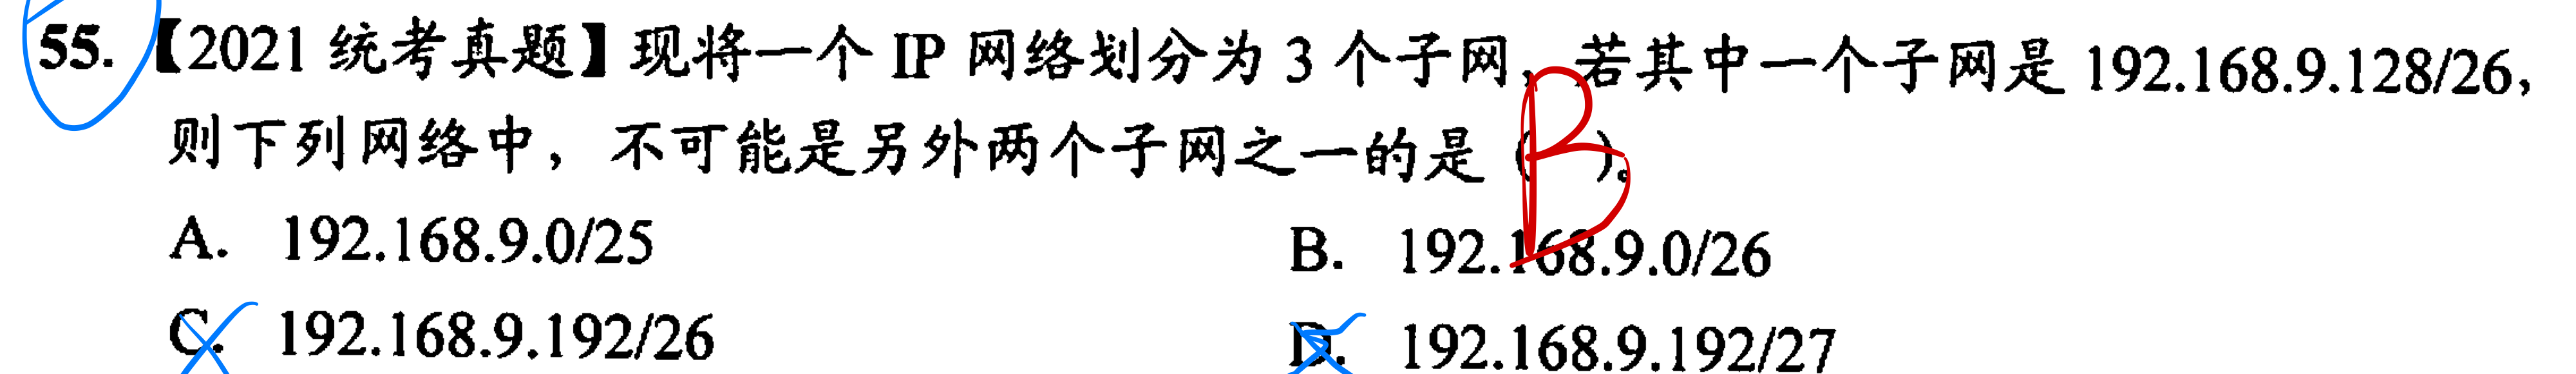 55. 【2021 统考真题】现将一个 IP 网络划分为 3 个子网，若其中一个子网是 192.168.9.128/26，
则下列网络中，不可能是另外两个子网之一的是（B）。
A. 192.168.9.0/25 B. 192.168.9.0/26
C. 192.168.9.192/26 D. 192.168.9.192/27